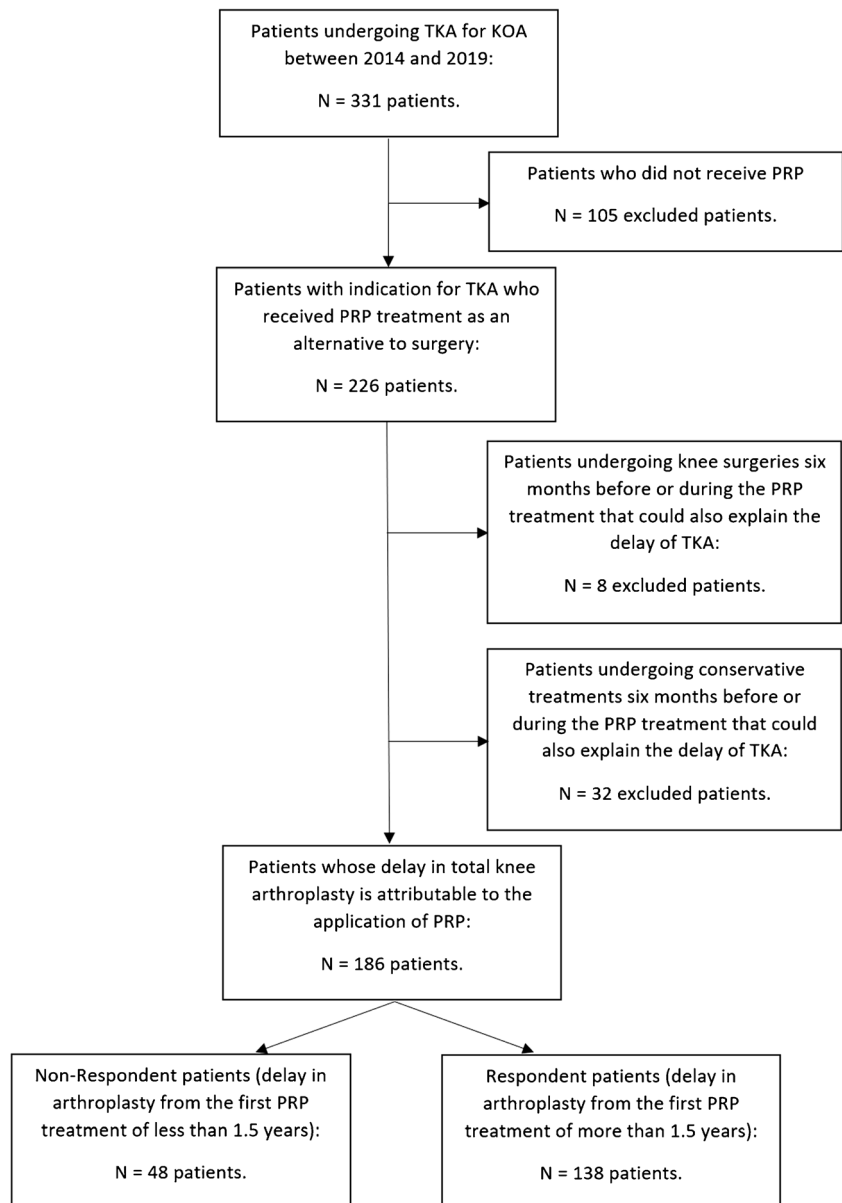 Patients undergoing TKA for KOA
between 2014 and 2019:
N = 331 patients.
Patients who did not receive PRP
N = 105 excluded patients.
Patients with indication for TKA who
received PRP treatment as an
alternative to surgery:
N = 226 patients.
Patients undergoing knee surgeries six
months before or during the PRP
treatment that could also explain the
delay of TKA:
N = 8 excluded patients.
Patients undergoing conservative
treatments six months before or
during the PRP treatment that could
also explain the delay of TKA:
N = 32 excluded patients.
Patients whose delay in total knee
arthroplasty is attributable to the
application of PRP:
N = 186 patients.
Non-Respondent patients (delay in
arthroplasty from the first PRP
treatment of less than 1.5 years):
N = 48 patients.
Respondent patients (delay in
arthroplasty from the first PRP
treatment of more than 1.5 years):
N = 138 patients.